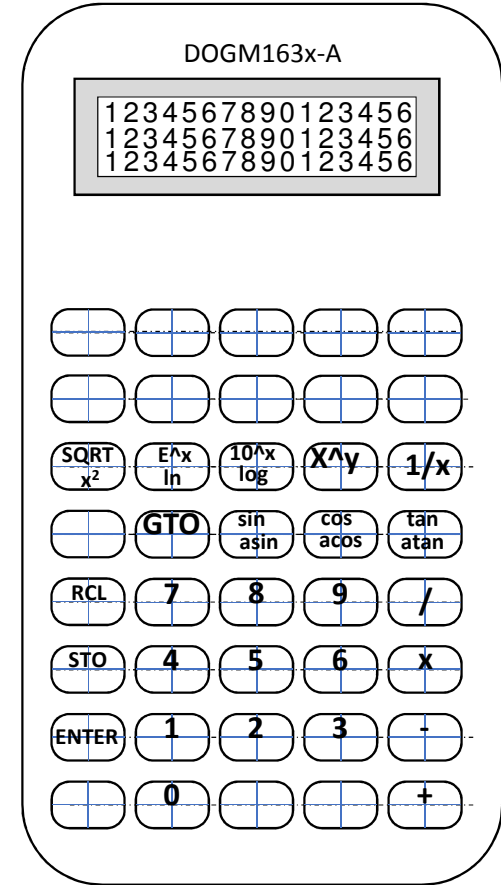 DOGM163x-A
1234567890123456
1234567890123456
1234567890123456
SQRT E^x 10^x X^y 1/x
x² ln log
GTO sin cos tan
asin acos atan
RCL 7 8 9 /
STO 4 5 6 x
ENTER 1 2 3 -
0 +